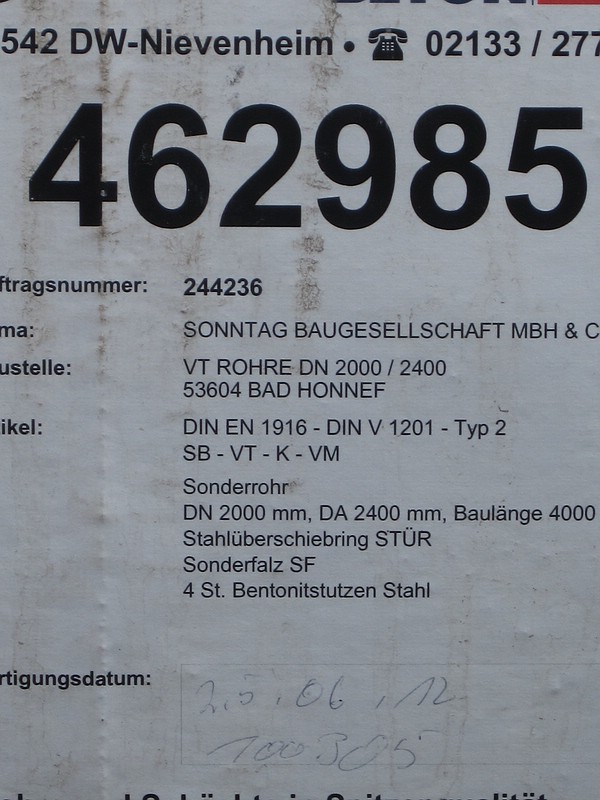 BETON
542 DW-Nievenheim • ☎ 02133 / 277
462985
ftragsnummer: 244236
ma: SONNTAG BAUGESELLSCHAFT MBH & C
ustelle: VT ROHRE DN 2000 / 2400
53604 BAD HONNEF
ikel: DIN EN 1916 - DIN V 1201 - Typ 2
SB - VT - K - VM
Sonderrohr
DN 2000 mm, DA 2400 mm, Baulänge 4000
Stahlüberschiebring STÜR
Sonderfalz SF
4 St. Bentonitstutzen Stahl
rtigungsdatum: 25.06.12
100305